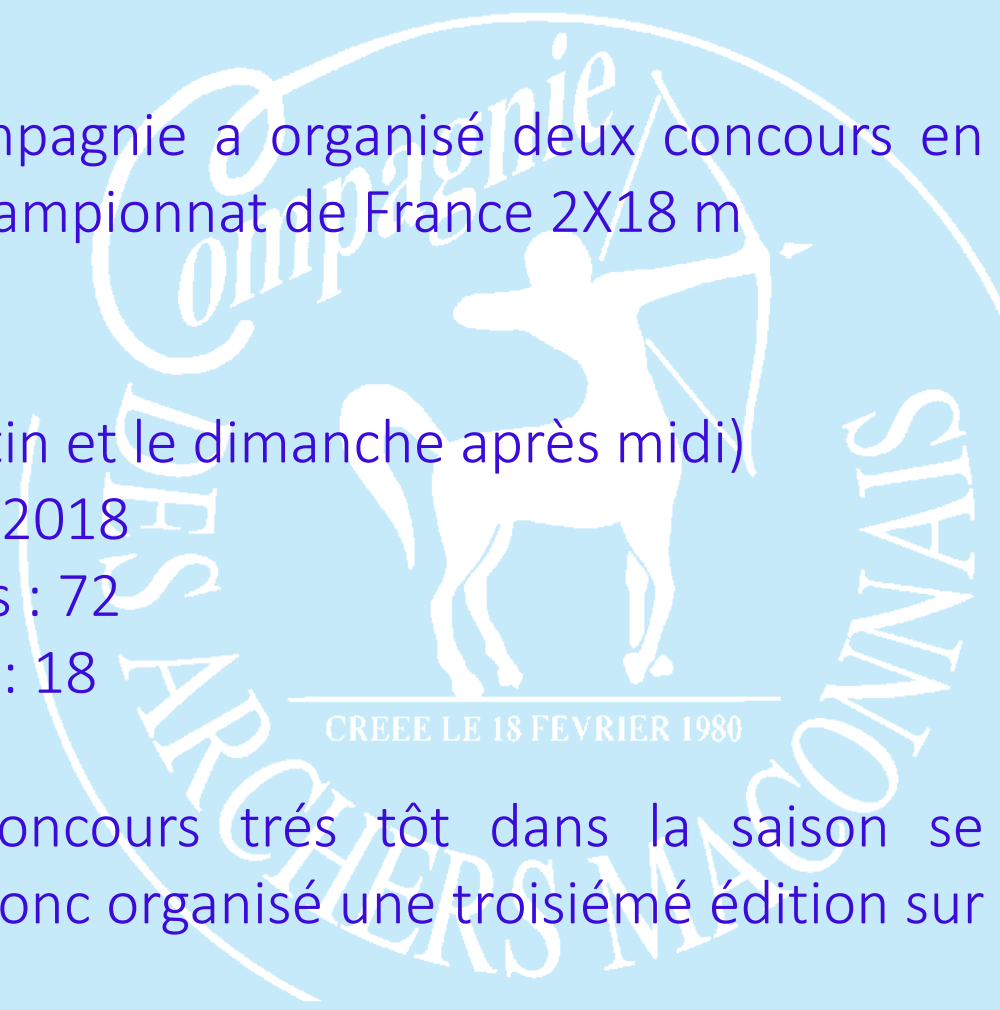 mpagnie a organisé deux concours en
ampionnat de France 2X18 m
tin et le dimanche après midi)
2018
s : 72
: 18
oncours trés tôt dans la saison se
onc organisé une troisiémé édition sur
Compagnie
DES ARCHERS MACONNAIS
CREEE LE 18 FEVRIER 1980